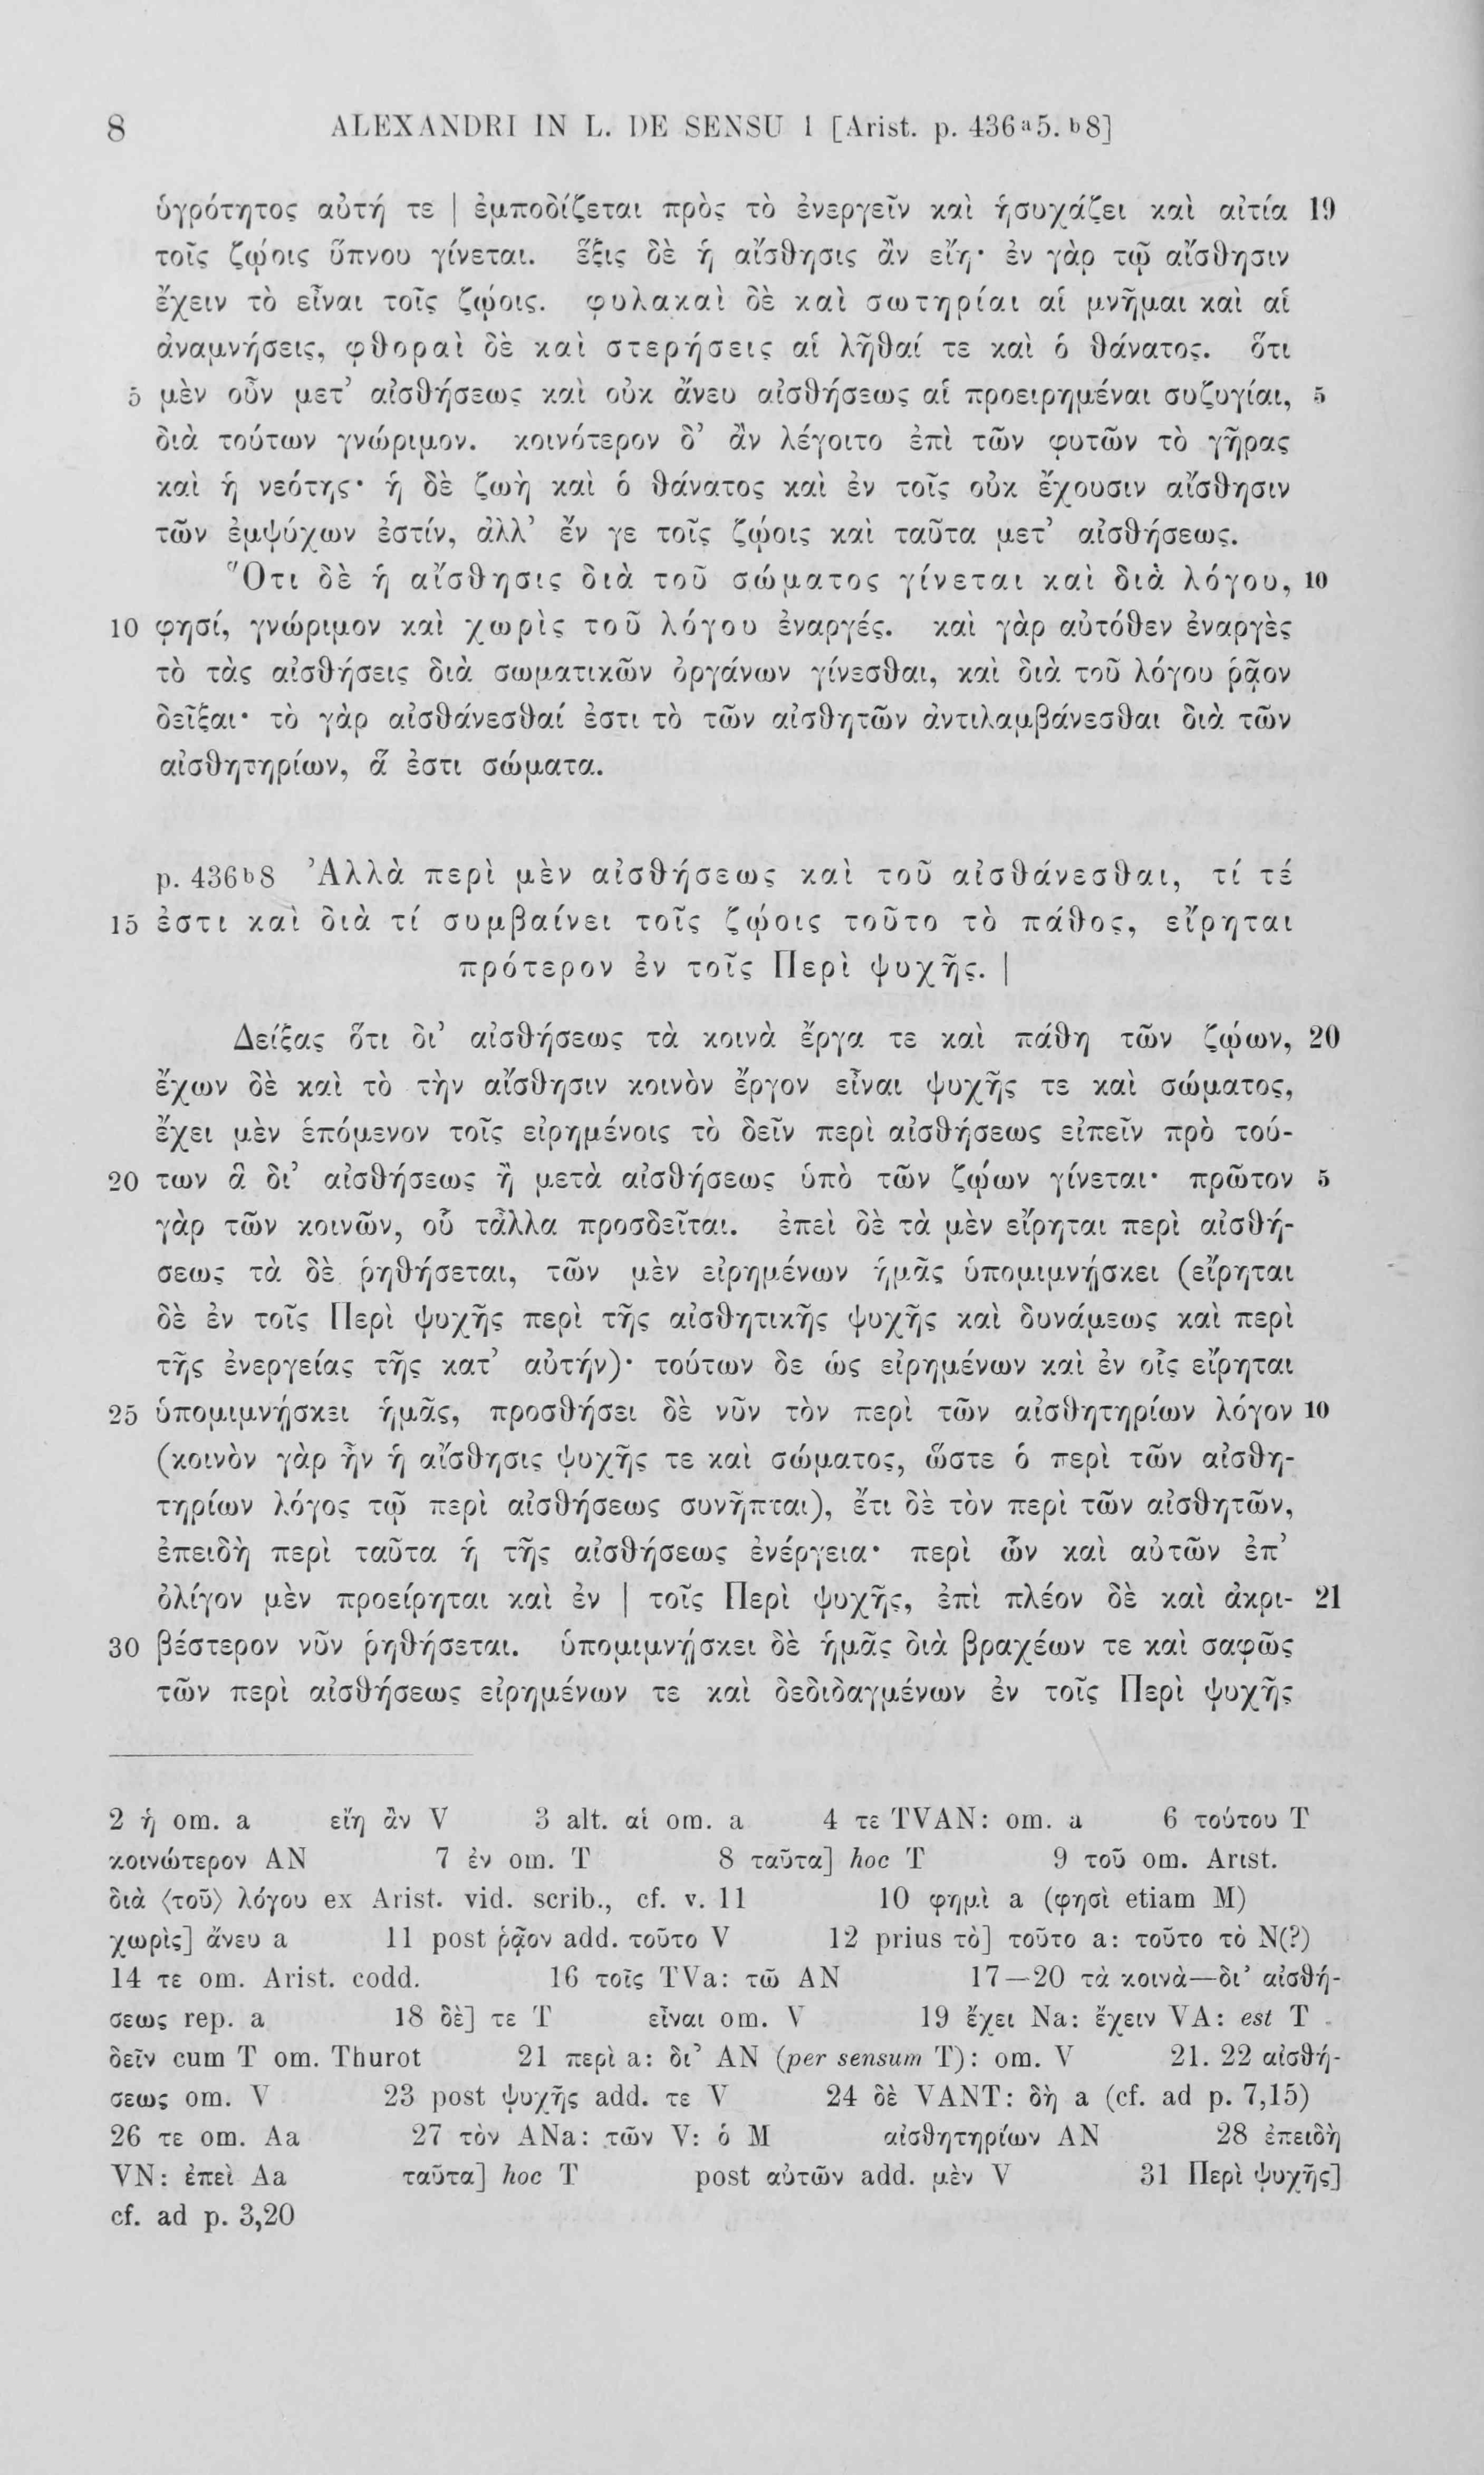 8 ALEXANDRI IN L. DE SENSU 1 [Arist. p. 436ᵃ5. ᵇ8]
ὑγρότητος αὐτή τε | ἐμποδίζεται πρὸς τὸ ἐνεργεῖν καὶ ἡσυχάζει καὶ αἰτία 19
τοῖς ζῴοις ὕπνου γίνεται. ἕξις δὲ ἡ αἴσθησις ἂν εἴη· ἐν γὰρ τῷ αἴσθησιν
ἔχειν τὸ εἶναι τοῖς ζῴοις. φυλακαὶ δὲ καὶ σωτηρίαι αἱ μνῆμαι καὶ αἱ
ἀναμνήσεις, φθοραὶ δὲ καὶ στερήσεις αἱ λῆθαί τε καὶ ὁ θάνατος. ὅτι
5 μὲν οὖν μετ’ αἰσθήσεως καὶ οὐκ ἄνευ αἰσθήσεως αἱ προειρημέναι συζυγίαι, 5
διὰ τούτων γνώριμον. κοινότερον δ’ ἂν λέγοιτο ἐπὶ τῶν φυτῶν τὸ γῆρας
καὶ ἡ νεότης· ἡ δὲ ζωὴ καὶ ὁ θάνατος καὶ ἐν τοῖς οὐκ ἔχουσιν αἴσθησιν
τῶν ἐμψύχων ἐστίν, ἀλλ’ ἔν γε τοῖς ζῴοις καὶ ταῦτα μετ’ αἰσθήσεως.
Ὅτι δὲ ἡ αἴσθησις διὰ τοῦ σώματος γίνεται καὶ διὰ λόγου, 10
10 φησί, γνώριμον καὶ χωρὶς τοῦ λόγου ἐναργές. καὶ γὰρ αὐτόθεν ἐναργὲς
τὸ τὰς αἰσθήσεις διὰ σωματικῶν ὀργάνων γίνεσθαι, καὶ διὰ τοῦ λόγου ῥᾷον
δεῖξαι· τὸ γὰρ αἰσθάνεσθαί ἐστι τὸ τῶν αἰσθητῶν ἀντιλαμβάνεσθαι διὰ τῶν
αἰσθητηρίων, ἅ ἐστι σώματα.
p. 436ᵇ8 Ἀλλὰ περὶ μὲν αἰσθήσεως καὶ τοῦ αἰσθάνεσθαι, τί τέ
15 ἐστι καὶ διὰ τί συμβαίνει τοῖς ζῴοις τοῦτο τὸ πάθος, εἴρηται
πρότερον ἐν τοῖς Περὶ ψυχῆς. |
Δείξας ὅτι δι’ αἰσθήσεως τὰ κοινὰ ἔργα τε καὶ πάθη τῶν ζῴων, 20
ἔχων δὲ καὶ τὸ τὴν αἴσθησιν κοινὸν ἔργον εἶναι ψυχῆς τε καὶ σώματος,
ἔχει μὲν ἑπόμενον τοῖς εἰρημένοις τὸ δεῖν περὶ αἰσθήσεως εἰπεῖν πρὸ τού-
20 των ἃ δι’ αἰσθήσεως ἢ μετὰ αἰσθήσεως ὑπὸ τῶν ζῴων γίνεται· πρῶτον 5
γὰρ τῶν κοινῶν, οὗ τἆλλα προσδεῖται. ἐπεὶ δὲ τὰ μὲν εἴρηται περὶ αἰσθή-
σεως τὰ δὲ ῥηθήσεται, τῶν μὲν εἰρημένων ἡμᾶς ὑπομιμνῄσκει (εἴρηται
δὲ ἐν τοῖς Περὶ ψυχῆς περὶ τῆς αἰσθητικῆς ψυχῆς καὶ δυνάμεως καὶ περὶ
τῆς ἐνεργείας τῆς κατ’ αὐτήν)· τούτων δε ὡς εἰρημένων καὶ ἐν οἷς εἴρηται
25 ὑπομιμνῄσκει ἡμᾶς, προσθήσει δὲ νῦν τὸν περὶ τῶν αἰσθητηρίων λόγον 10
(κοινὸν γὰρ ἦν ἡ αἴσθησις ψυχῆς τε καὶ σώματος, ὥστε ὁ περὶ τῶν αἰσθη-
τηρίων λόγος τῷ περὶ αἰσθήσεως συνῆπται), ἔτι δὲ τὸν περὶ τῶν αἰσθητῶν,
ἐπειδὴ περὶ ταῦτα ἡ τῆς αἰσθήσεως ἐνέργεια· περὶ ὧν καὶ αὐτῶν ἐπ’
ὀλίγον μὲν προείρηται καὶ ἐν | τοῖς Περὶ ψυχῆς, ἐπὶ πλέον δὲ καὶ ἀκρι- 21
30 βέστερον νῦν ῥηθήσεται. ὑπομιμνῄσκει δὲ ἡμᾶς διὰ βραχέων τε καὶ σαφῶς
τῶν περὶ αἰσθήσεως εἰρημένων τε καὶ δεδιδαγμένων ἐν τοῖς Περὶ ψυχῆς
2 ἡ om. a εἴη ἂν V 3 alt. αἱ om. a 4 τε TVAN: om. a 6 τούτου T
κοινώτερον AN 7 ἐν om. T 8 ταῦτα] hoc T 9 τοῦ om. Arist.
διὰ ⟨τοῦ⟩ λόγου ex Arist. vid. scrib., cf. v. 11 10 φημὶ a (φησὶ etiam M)
χωρὶς] ἄνευ a 11 post ῥᾷον add. τοῦτο V 12 prius τὸ] τοῦτο a: τοῦτο τὸ N(?)
14 τε om. Arist. codd. 16 τοῖς TVa: τῶ AN 17—20 τὰ κοινὰ—δι’ αἰσθή-
σεως rep. a 18 δὲ] τε T εἶναι om. V 19 ἔχει Na: ἔχειν VA: est T
δεῖν cum T om. Thurot 21 περὶ a: δι’ AN (per sensum T): om. V 21. 22 αἰσθή-
σεως om. V 23 post ψυχῆς add. τε V 24 δὲ VANT: δὴ a (cf. ad p. 7,15)
26 τε om. Aa 27 τὸν ANa: τῶν V: ὁ M αἰσθητηρίων AN 28 ἐπειδὴ
VN: ἐπεὶ Aa ταῦτα] hoc T post αὐτῶν add. μὲν V 31 Περὶ ψυχῆς]
cf. ad p. 3,20